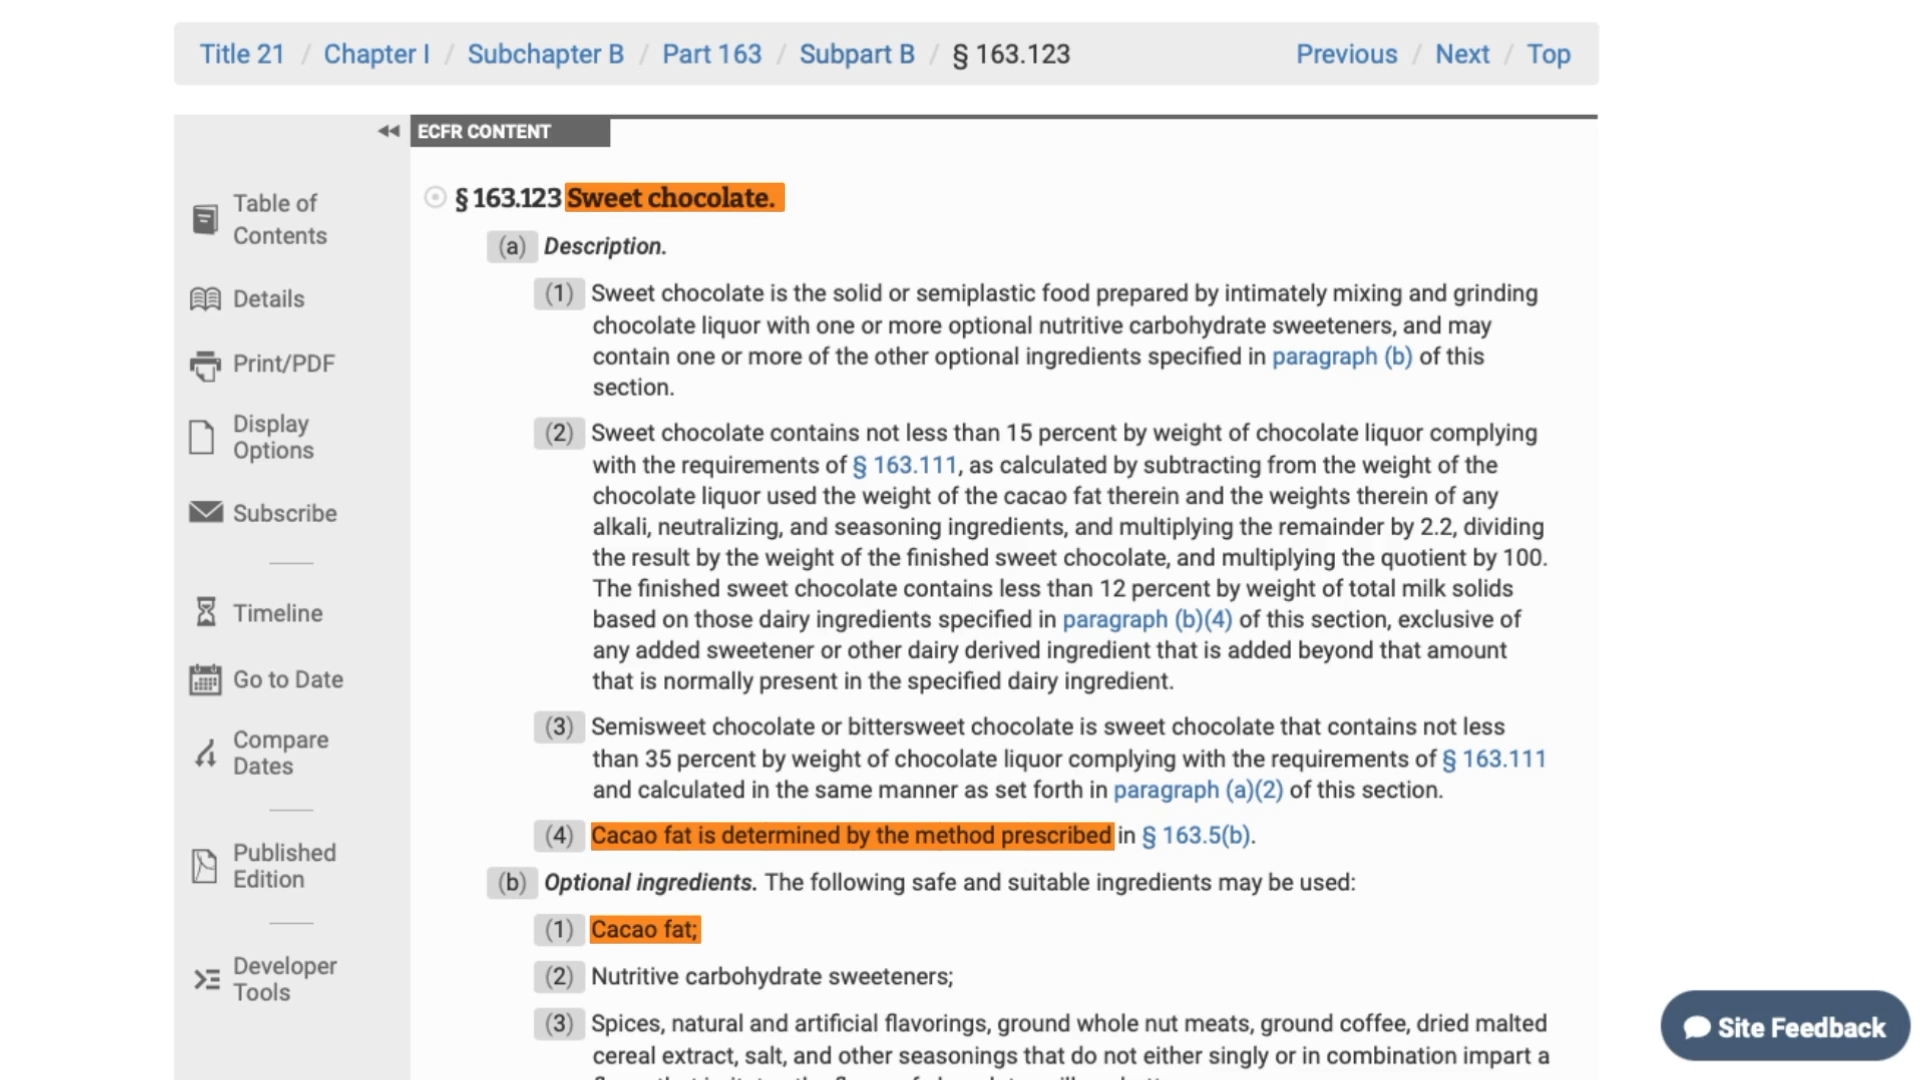 Title 21 / Chapter I / Subchapter B / Part 163 / Subpart B / § 163.123 Previous / Next / Top
ECFR CONTENT
Table of
Contents
Details
Print/PDF
Display
Options
Subscribe
Timeline
Go to Date
Compare
Dates
Published
Edition
Developer
Tools
§ 163.123 Sweet chocolate.
(a) Description.
(1) Sweet chocolate is the solid or semiplastic food prepared by intimately mixing and grinding
chocolate liquor with one or more optional nutritive carbohydrate sweeteners, and may
contain one or more of the other optional ingredients specified in paragraph (b) of this
section.
(2) Sweet chocolate contains not less than 15 percent by weight of chocolate liquor complying
with the requirements of § 163.111, as calculated by subtracting from the weight of the
chocolate liquor used the weight of the cacao fat therein and the weights therein of any
alkali, neutralizing, and seasoning ingredients, and multiplying the remainder by 2.2, dividing
the result by the weight of the finished sweet chocolate, and multiplying the quotient by 100.
The finished sweet chocolate contains less than 12 percent by weight of total milk solids
based on those dairy ingredients specified in paragraph (b)(4) of this section, exclusive of
any added sweetener or other dairy derived ingredient that is added beyond that amount
that is normally present in the specified dairy ingredient.
(3) Semisweet chocolate or bittersweet chocolate is sweet chocolate that contains not less
than 35 percent by weight of chocolate liquor complying with the requirements of § 163.111
and calculated in the same manner as set forth in paragraph (a)(2) of this section.
(4) Cacao fat is determined by the method prescribed in § 163.5(b).
(b) Optional ingredients. The following safe and suitable ingredients may be used:
(1) Cacao fat;
(2) Nutritive carbohydrate sweeteners;
(3) Spices, natural and artificial flavorings, ground whole nut meats, ground coffee, dried malted
cereal extract, salt, and other seasonings that do not either singly or in combination impart a
Site Feedback